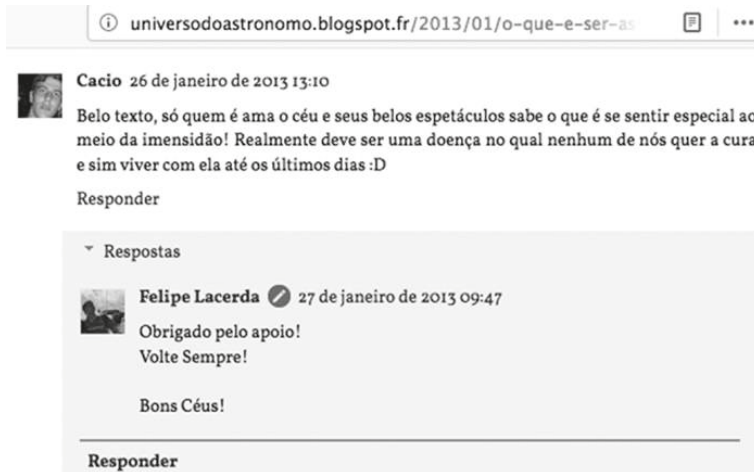 universodoastronomo.blogspot.fr/2013/01/o-que-e-ser-as
Cacio 26 de janeiro de 2013 13:10
Belo texto, só quem é ama o céu e seus belos espetáculos sabe o que é se sentir especial ao
meio da imensidão! Realmente deve ser uma doença no qual nenhum de nós quer a cura
e sim viver com ela até os últimos dias :D
Responder
Respostas
Felipe Lacerda 27 de janeiro de 2013 09:47
Obrigado pelo apoio!
Volte Sempre!
Bons Céus!
Responder